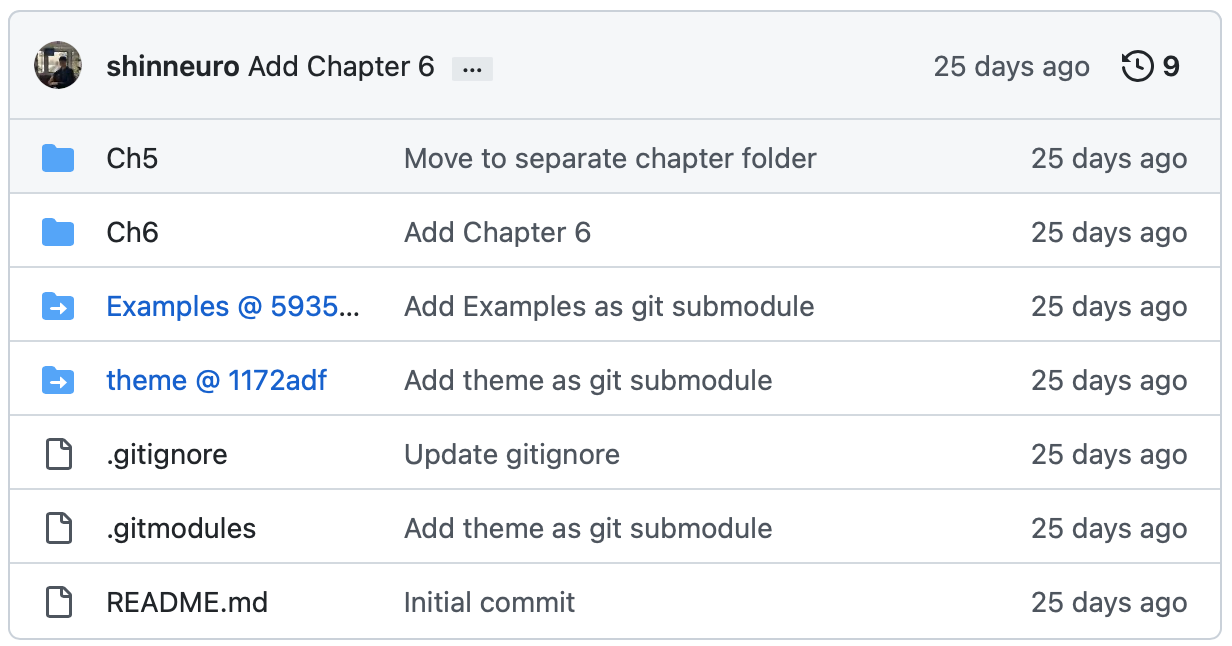 shinneuro Add Chapter 6 ... 25 days ago 9
Ch5 Move to separate chapter folder 25 days ago
Ch6 Add Chapter 6 25 days ago
Examples @ 5935... Add Examples as git submodule 25 days ago
theme @ 1172adf Add theme as git submodule 25 days ago
.gitignore Update gitignore 25 days ago
.gitmodules Add theme as git submodule 25 days ago
README.md Initial commit 25 days ago